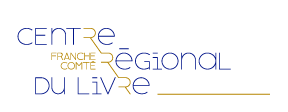 CENTRE
FRANCHE
COMTÉ
RÉGIONAL
DU LIVRE